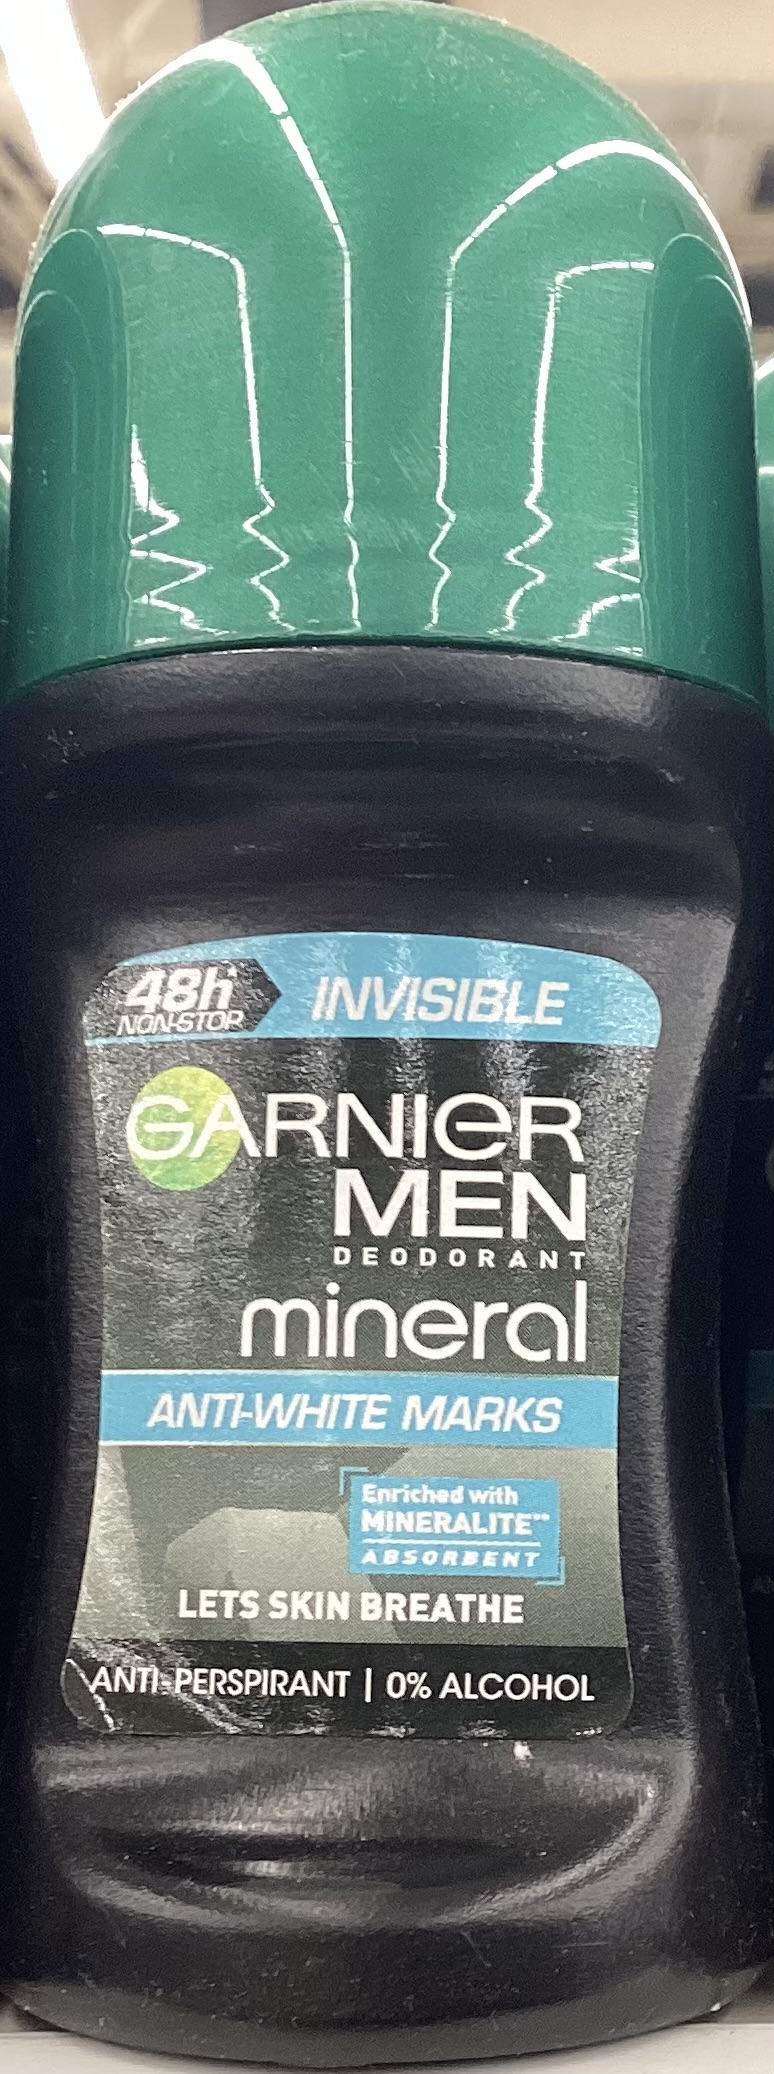 48h*
NON-STOP
INVISIBLE
GARNIER
MEN
DEODORANT
mineral
ANTI-WHITE MARKS
Enriched with
MINERALITE**
ABSORBENT
LETS SKIN BREATHE
ANTI-PERSPIRANT | 0% ALCOHOL